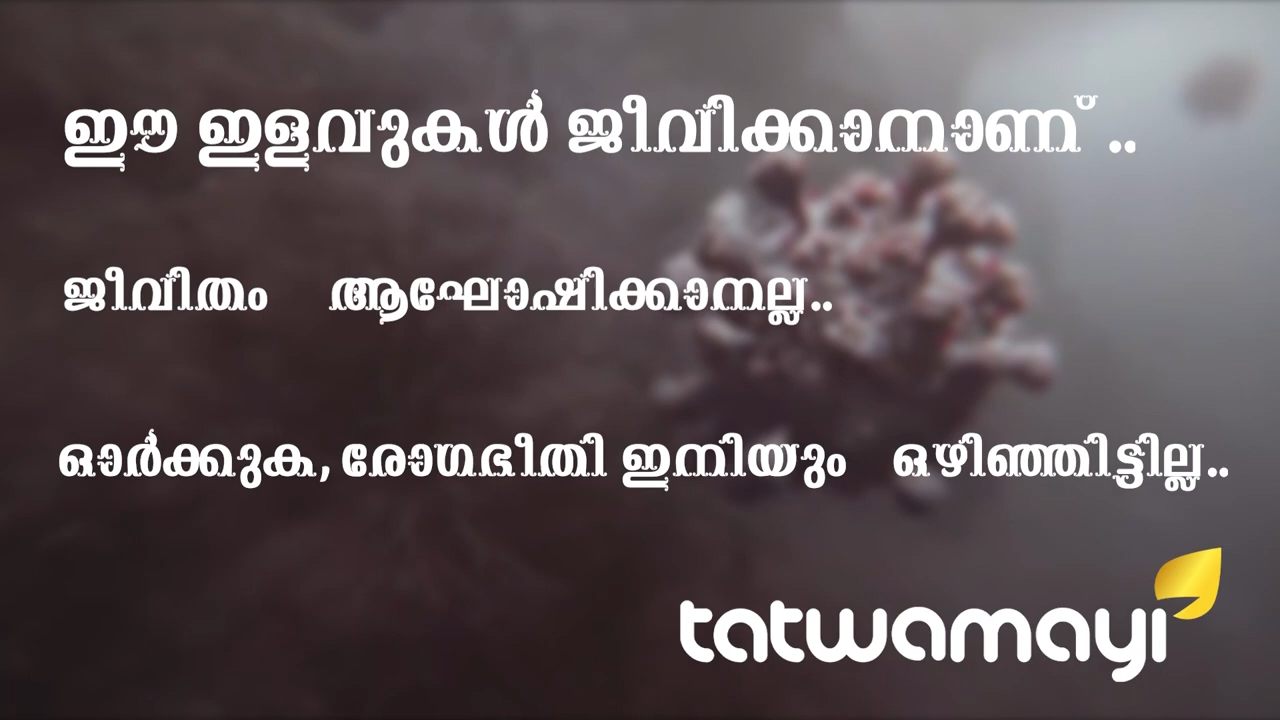 ഈ ഇളവുകൾ ജീവിക്കാനാണ് ..
ജീവിതം ആഘോഷിക്കാനല്ല..
ഓർക്കുക, രോഗഭീതി ഇനിയും ഒഴിഞ്ഞിട്ടില്ല..
tatwamayi